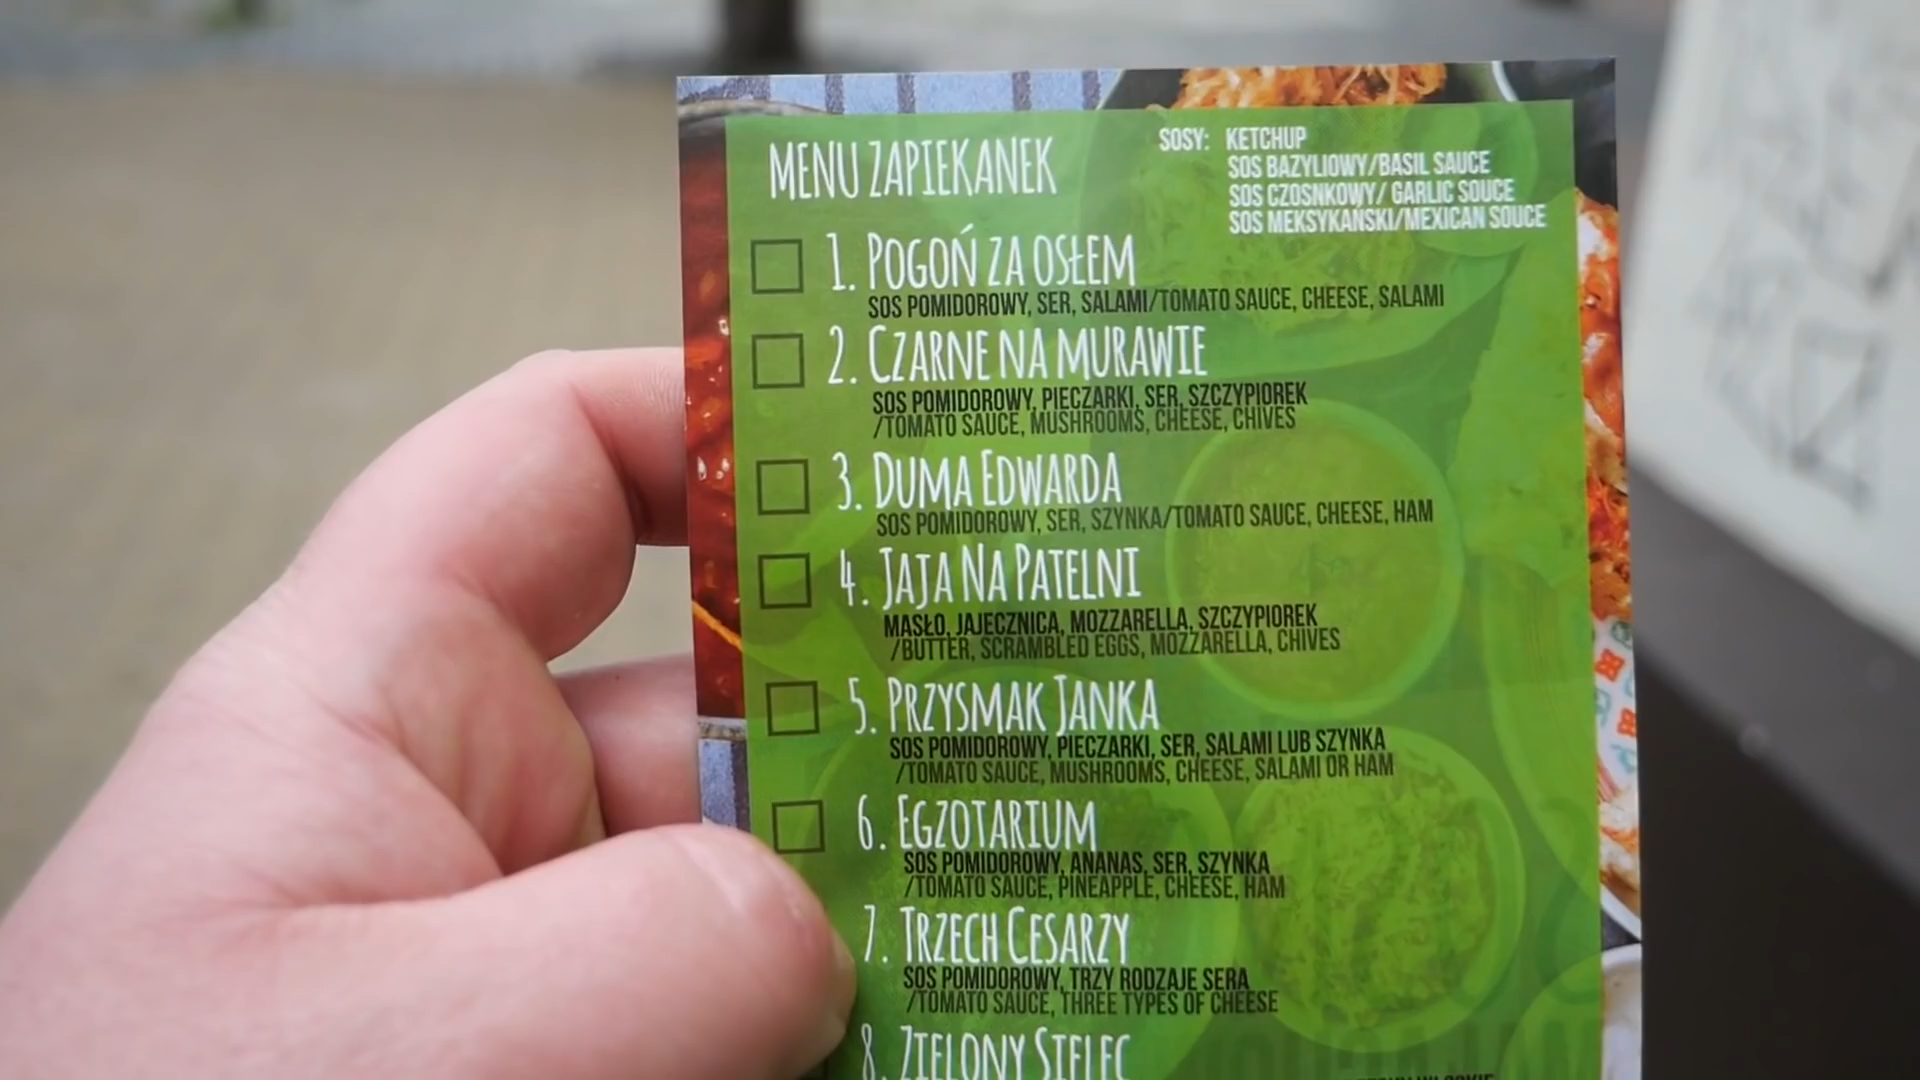 MENU ZAPIEKANEK
SOSY: KETCHUP
SOS BAZYLIOWY/BASIL SAUCE
SOS CZOSNKOWY/ GARLIC SOUCE
SOS MEKSYKAŃSKI/MEXICAN SOUCE
1. POGOŃ ZA OSŁEM
SOS POMIDOROWY, SER, SALAMI/TOMATO SAUCE, CHEESE, SALAMI
2. CZARNE NA MURAWIE
SOS POMIDOROWY, PIECZARKI, SER, SZCZYPIOREK
/TOMATO SAUCE, MUSHROOMS, CHEESE, CHIVES
3. DUMA EDWARDA
SOS POMIDOROWY, SER, SZYNKA/TOMATO SAUCE, CHEESE, HAM
4. JAJA NA PATELNI
MASŁO, JAJECZNICA, MOZZARELLA, SZCZYPIOREK
/BUTTER, SCRAMBLED EGGS, MOZZARELLA, CHIVES
5. PRZYSMAK JANKA
SOS POMIDOROWY, PIECZARKI, SER, SALAMI LUB SZYNKA
/TOMATO SAUCE, MUSHROOMS, CHEESE, SALAMI OR HAM
6. EGZOTARIUM
SOS POMIDOROWY, ANANAS, SER, SZYNKA
/TOMATO SAUCE, PINEAPPLE, CHEESE, HAM
7. TRZECH CESARZY
SOS POMIDOROWY, TRZY RODZAJE SERA
/TOMATO SAUCE, THREE TYPES OF CHEESE
8. ZIELONY SIELEC